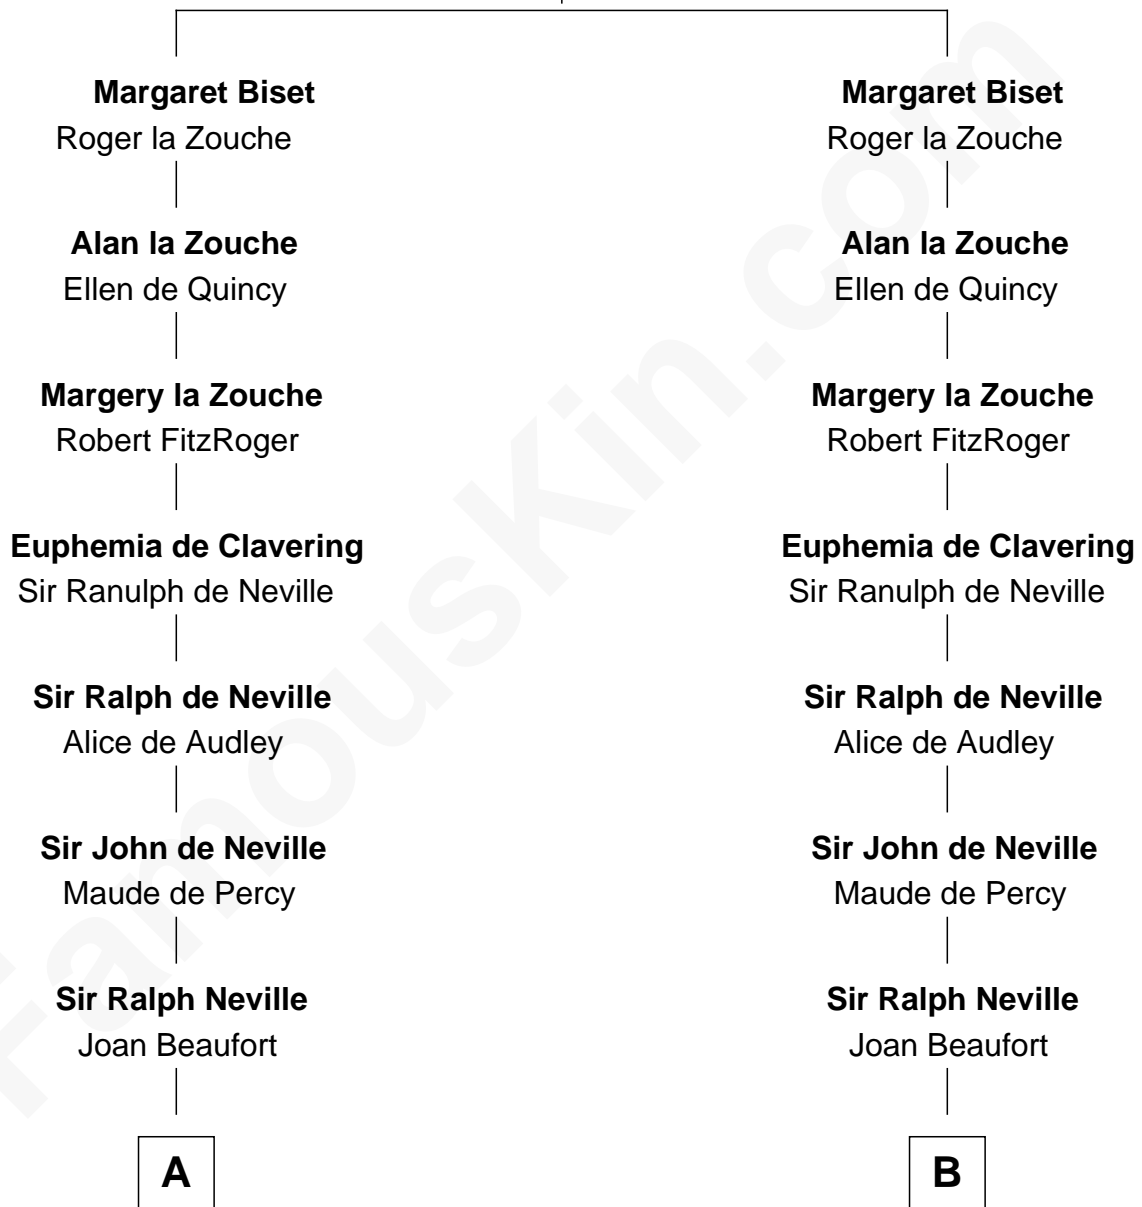 Margaret Biset
Roger la Zouche
Alan la Zouche
Ellen de Quincy
Margery la Zouche
Robert FitzRoger
Euphemia de Clavering
Sir Ranulph de Neville
Sir Ralph de Neville
Alice de Audley
Sir John de Neville
Maude de Percy
Sir Ralph Neville
Joan Beaufort
A
Margaret Biset
Roger la Zouche
Alan la Zouche
Ellen de Quincy
Margery la Zouche
Robert FitzRoger
Euphemia de Clavering
Sir Ranulph de Neville
Sir Ralph de Neville
Alice de Audley
Sir John de Neville
Maude de Percy
Sir Ralph Neville
Joan Beaufort
B
FamousKin.com